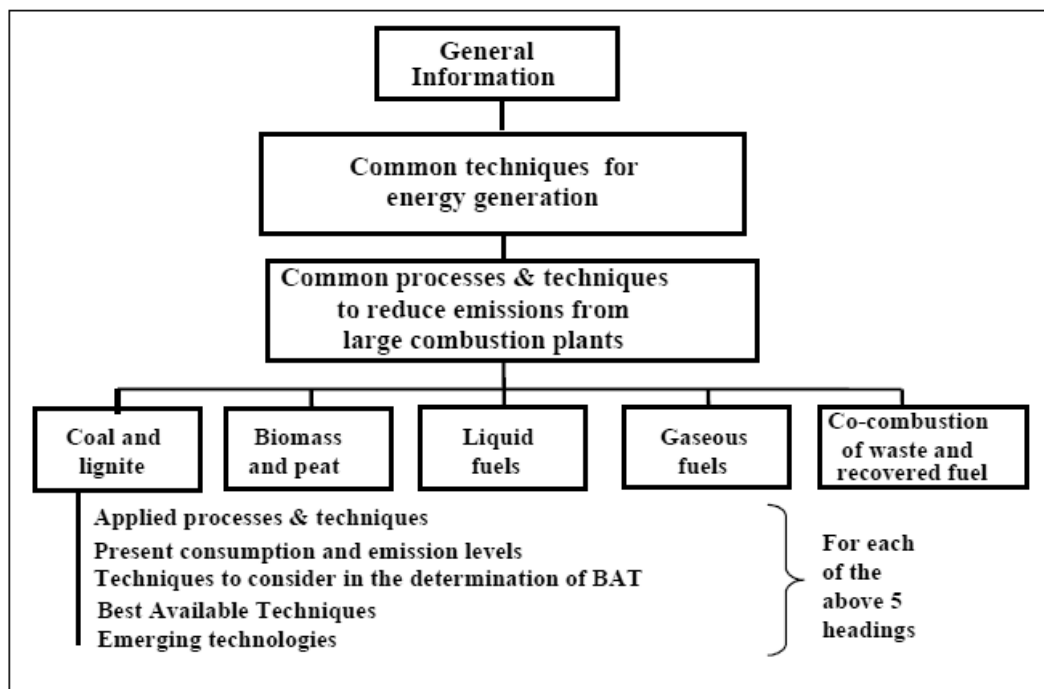 General
Information
Common techniques for
energy generation
Common processes & techniques
to reduce emissions from
large combustion plants
Coal and
lignite
Biomass
and peat
Liquid
fuels
Gaseous
fuels
Co-combustion
of waste and
recovered fuel
Applied processes & techniques
Present consumption and emission levels
Techniques to consider in the determination of BAT
Best Available Techniques
Emerging technologies
For each
of the
above 5
headings